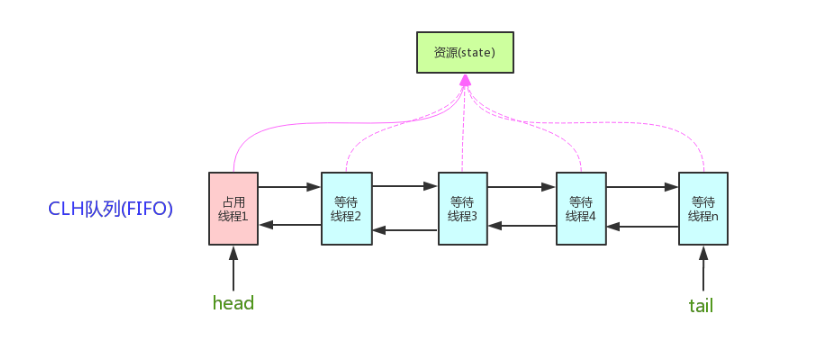 资源(state)
CLH队列(FIFO)
占用
线程1
等待
线程2
等待
线程3
等待
线程4
等待
线程n
head
tail